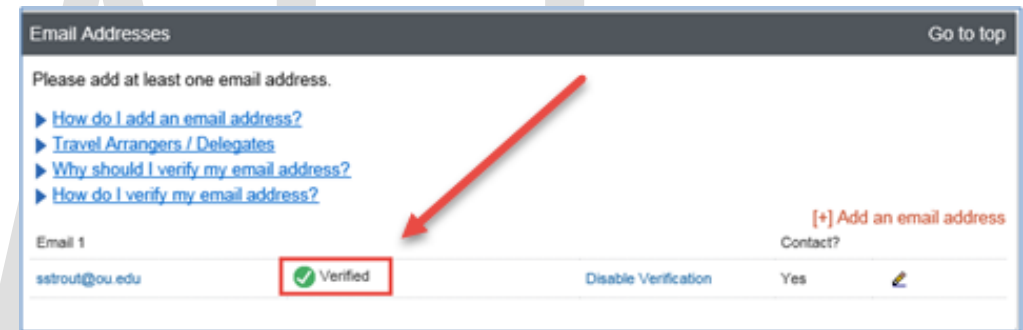 Email Addresses Go to top
Please add at least one email address.
How do I add an email address?
Travel Arrangers / Delegates
Why should I verify my email address?
How do I verify my email address?
[+] Add an email address
Email 1 Contact?
sstrout@ou.edu Verified Disable Verification Yes